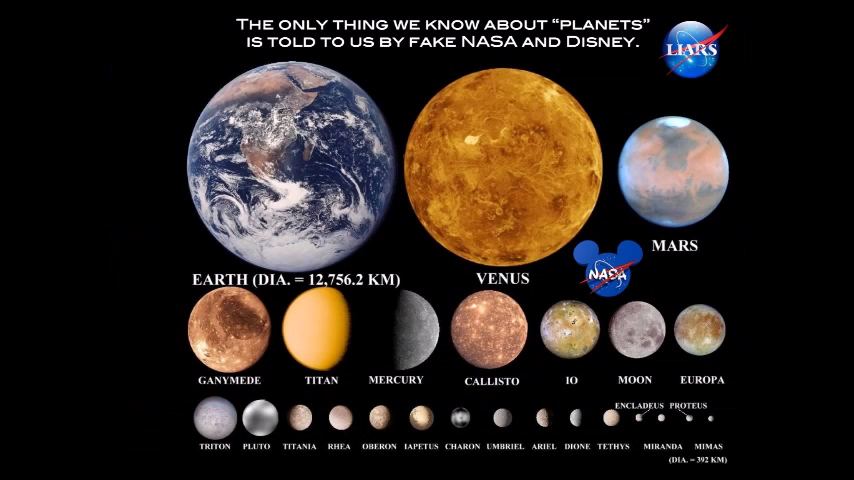 The only thing we know about “planets”
is told to us by fake NASA and Disney.
LIARS
EARTH (DIA. = 12,756.2 KM)
VENUS
MARS
NASA
GANYMEDE
TITAN
MERCURY
CALLISTO
IO
MOON
EUROPA
ENCLADEUS
PROTEUS
TRITON
PLUTO
TITANIA
RHEA
OBERON
IAPETUS
CHARON
UMBRIEL
ARIEL
DIONE
TETHYS
MIRANDA
MIMAS
(DIA. = 392 KM)